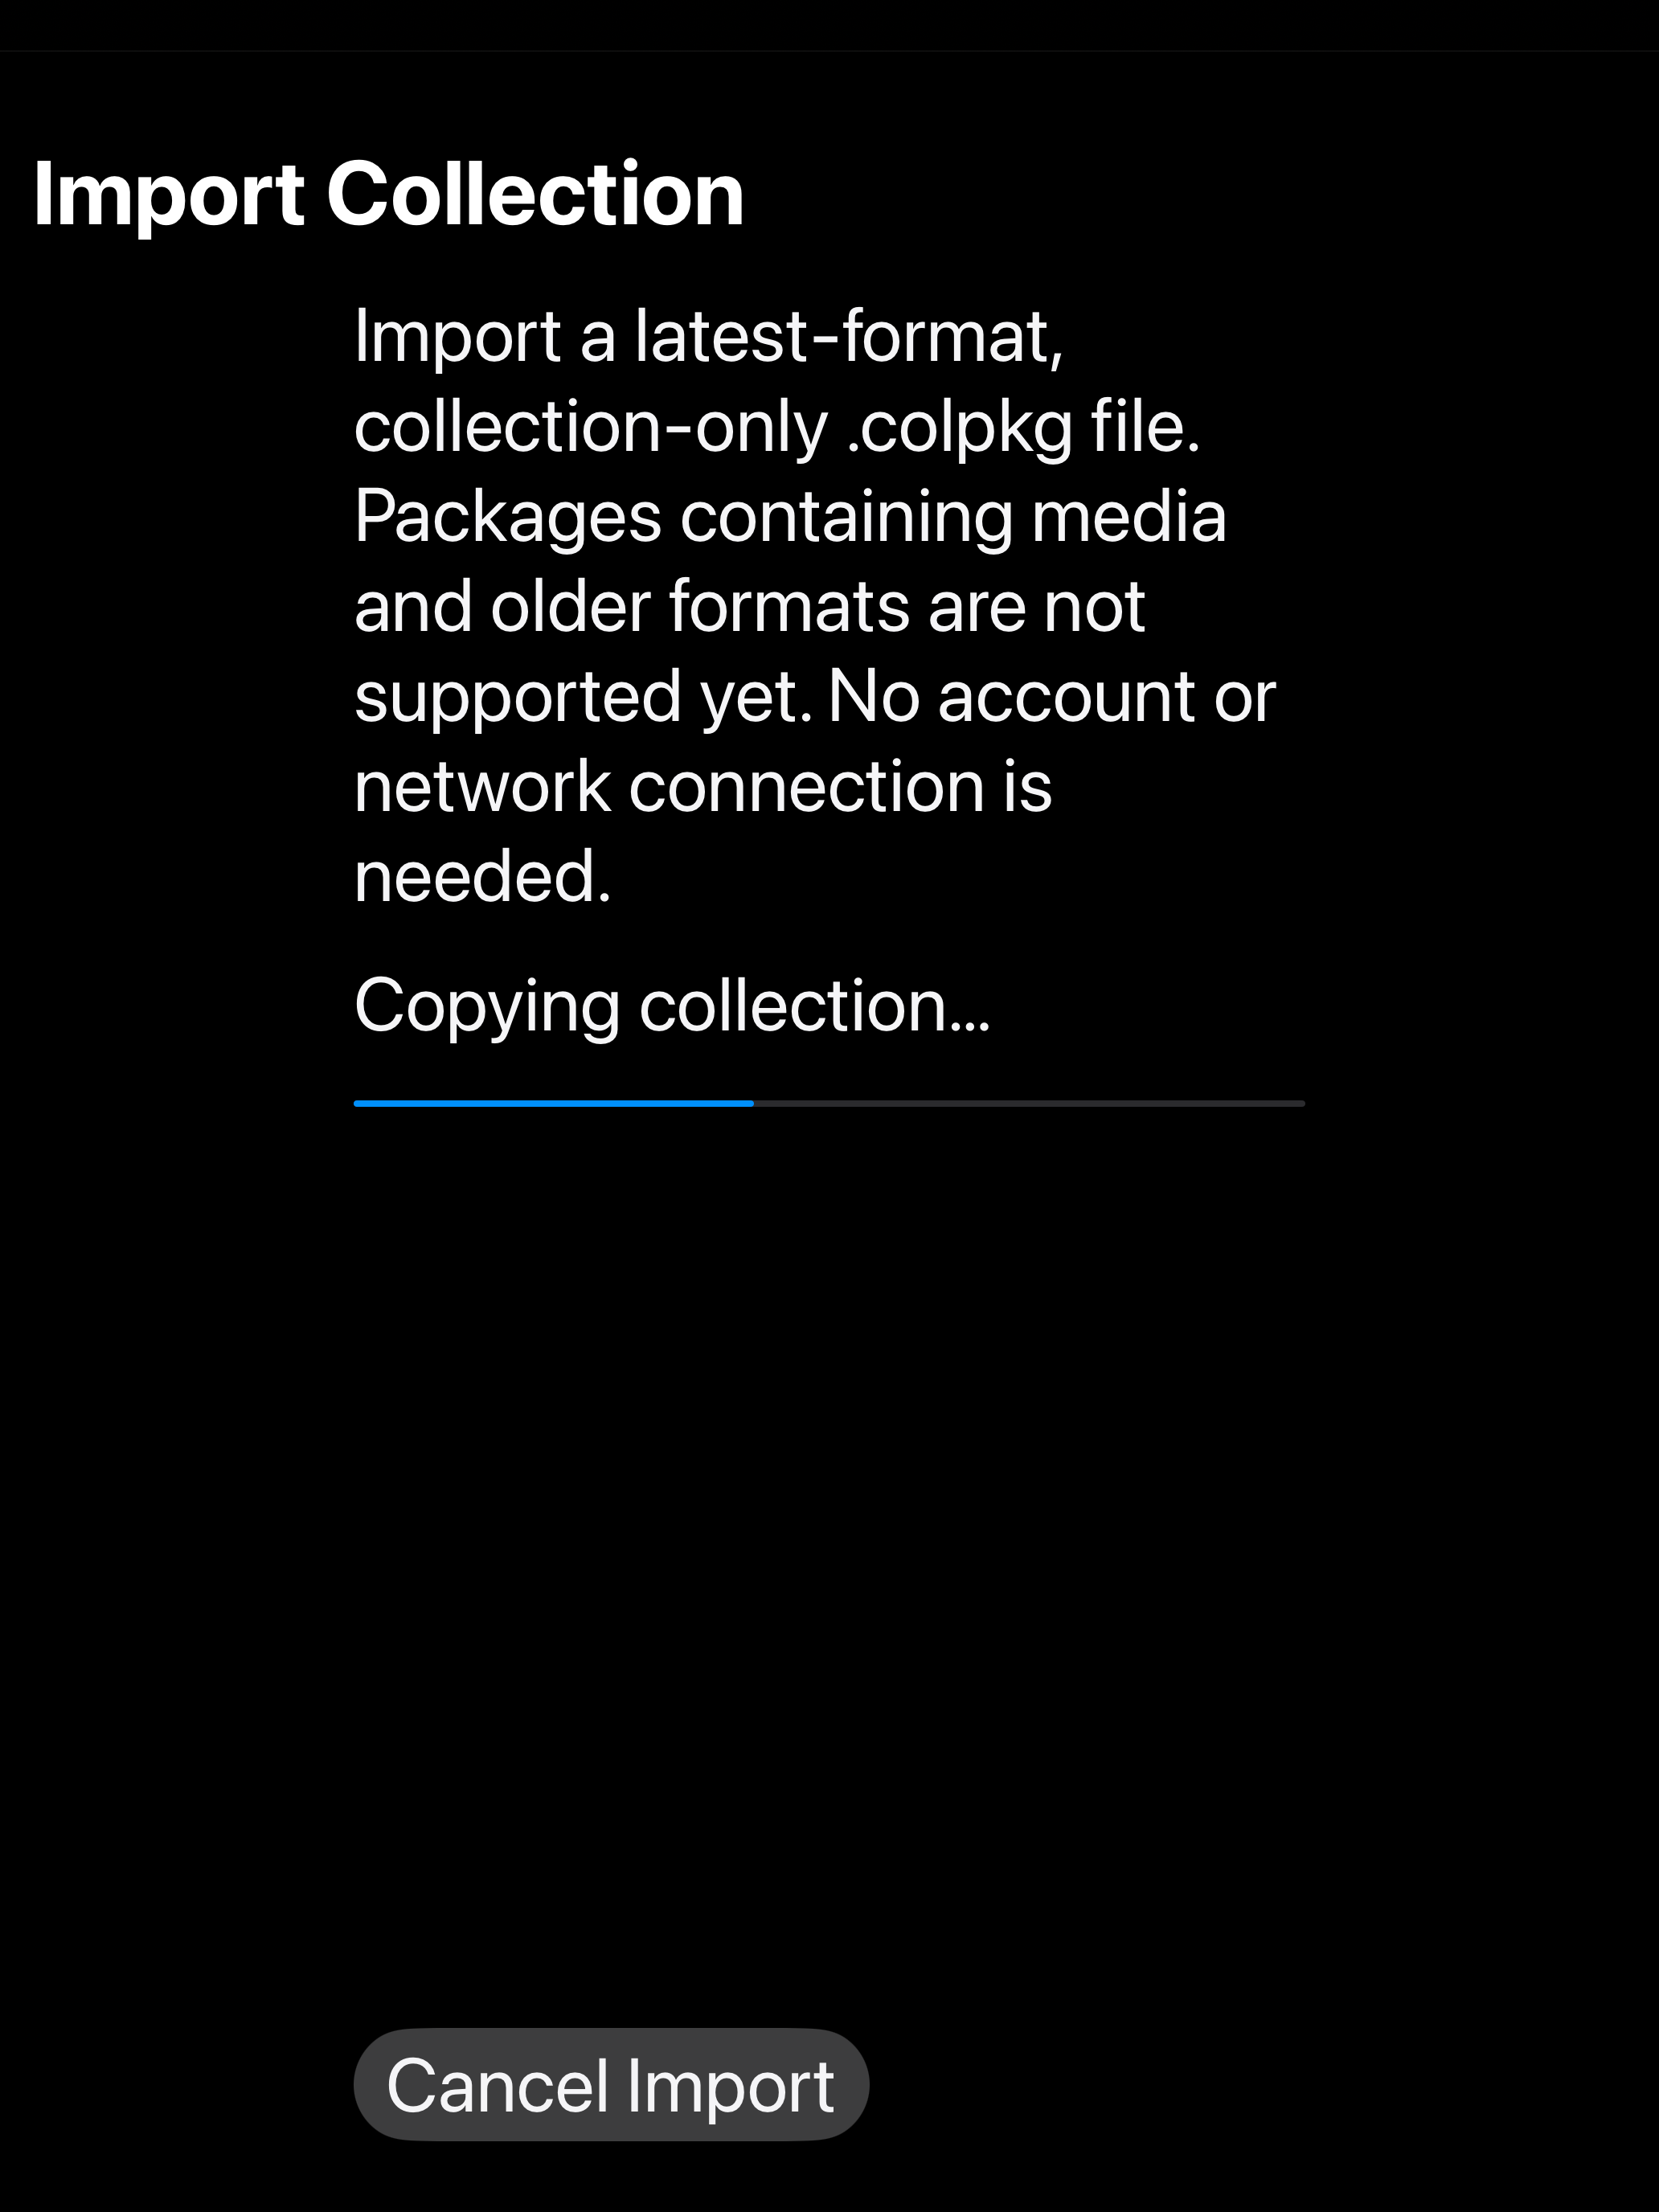 Import Collection
Import a latest-format,
collection-only .colpkg file.
Packages containing media
and older formats are not
supported yet. No account or
network connection is
needed.
Copying collection…
Cancel Import